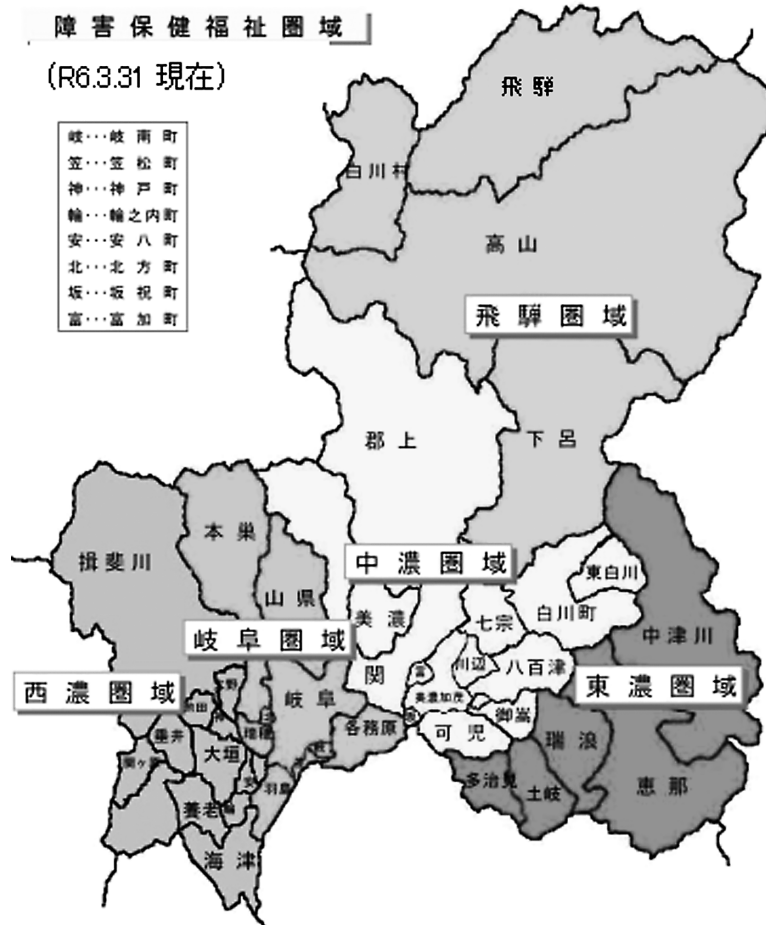 障害保健福祉圏域
(R6.3.31 現在)
岐・・・岐南町
笠・・・笠松町
神・・・神戸町
輪・・・輪之内町
安・・・安八町
北・・・北方町
坂・・・坂祝町
富・・・富加町
飛騨
白川村
高山
飛騨圏域
郡上
下呂
本巣
揖斐川
中濃圏域
東白川
山県
美濃
七宗
白川町
中津川
岐阜圏域
関
富
川辺
八百津
西濃圏域
東濃圏域
岐阜
美濃加茂
御嵩
各務原
可児
瑞浪
垂井
大垣
瑞穂
安
羽島
多治見
土岐
恵那
養老
輪
海津